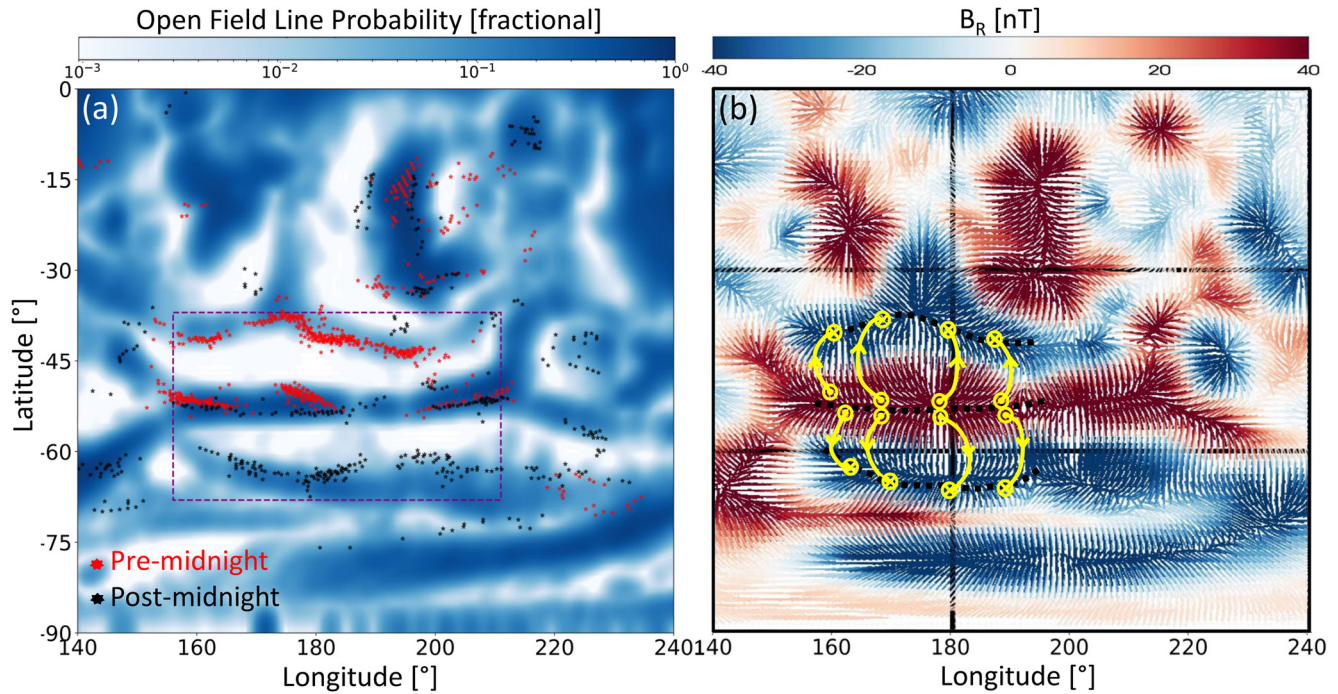 Open Field Line Probability [fractional]
10⁻³ 10⁻² 10⁻¹ 10⁰
(a)
0
-15
-30
-45
-60
-75
-90
Latitude [°]
Pre-midnight
Post-midnight
140 160 180 200 220 240
Longitude [°]
B_R [nT]
-40 -20 0 20 40
(b)
140 160 180 200 220 240
Longitude [°]